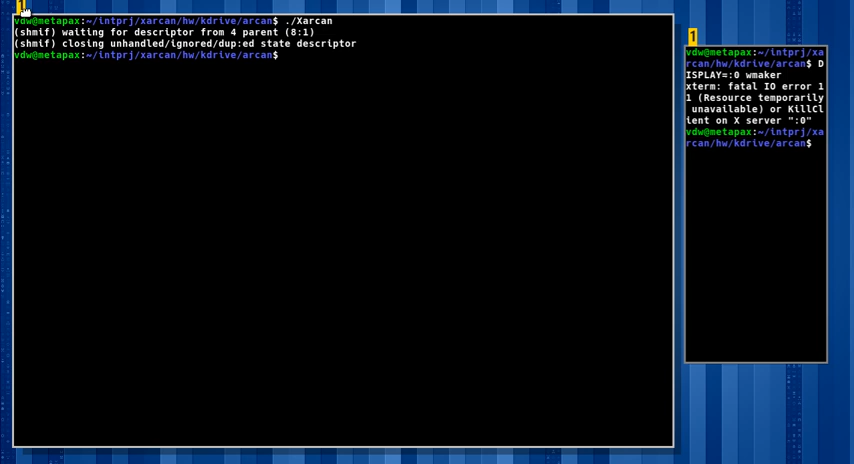 1
vdw@metapax:~/intprj/xarcan/hw/kdrive/arcan$ ./Xarcan
(shmif) waiting for descriptor from 4 parent (8:1)
(shmif) closing unhandled/ignored/dup:ed state descriptor
vdw@metapax:~/intprj/xarcan/hw/kdrive/arcan$
1
vdw@metapax:~/intprj/xa
rcan/hw/kdrive/arcan$ D
ISPLAY=:0 wmaker
xterm: fatal IO error 1
1 (Resource temporarily
 unavailable) or KillCl
ient on X server ":0"
vdw@metapax:~/intprj/xa
rcan/hw/kdrive/arcan$